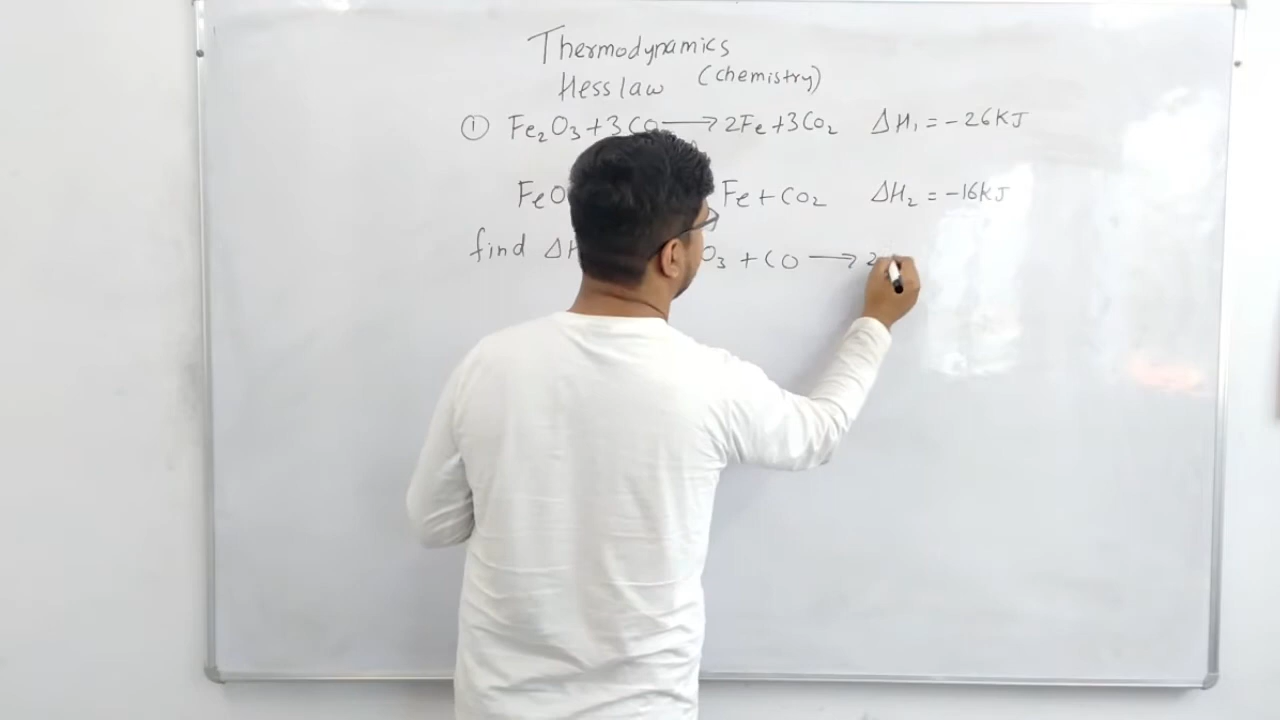 Thermodynamics
Hess law (chemistry)
① Fe₂O₃ + 3CO → 2Fe + 3CO₂ ΔH₁ = -26KJ
FeO Fe + CO₂ ΔH₂ = -16KJ
find ΔH O₃ + CO → 2